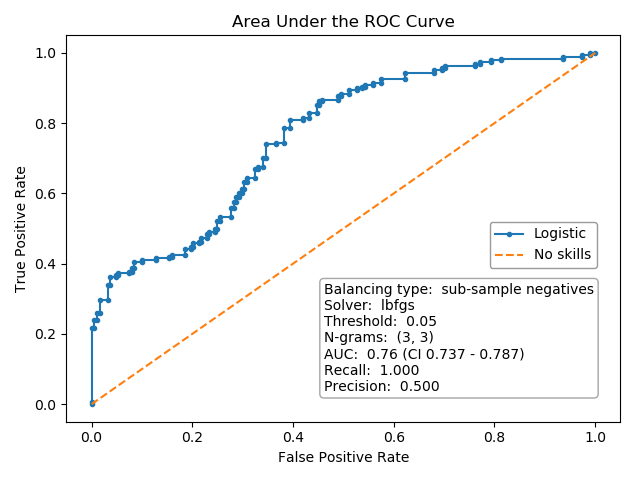 Area Under the ROC Curve
True Positive Rate
1.0
0.8
0.6
0.4
0.2
0.0
Logistic
No skills
Balancing type:  sub-sample negatives
Solver:  lbfgs
Threshold:  0.05
N-grams:  (3, 3)
AUC:  0.76 (CI 0.737 - 0.787)
Recall:  1.000
Precision:  0.500
0.0 0.2 0.4 0.6 0.8 1.0
False Positive Rate